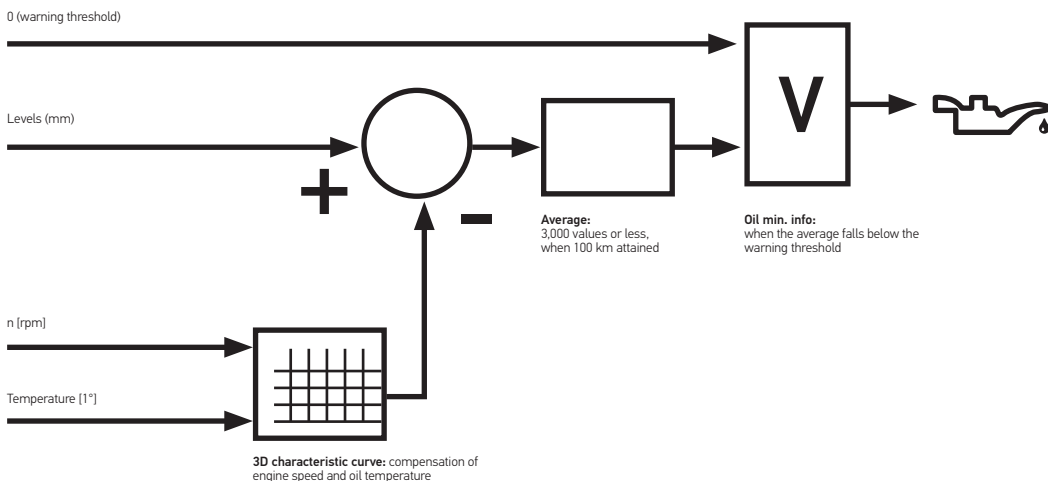 0 (warning threshold)
Levels (mm)
+
-
V
Average:
3,000 values or less,
when 100 km attained
Oil min. info:
when the average falls below the
warning threshold
n [rpm]
Temperature [1°]
3D characteristic curve: compensation of
engine speed and oil temperature